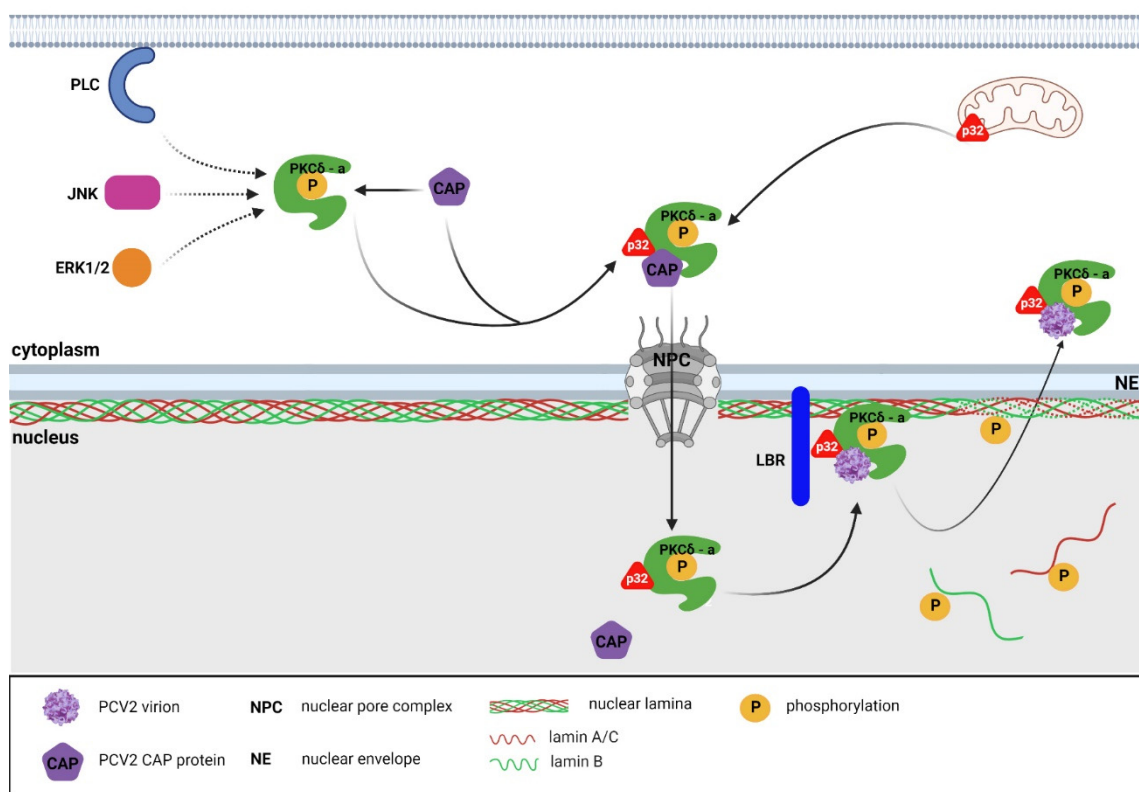 PLC
p32
PKCδ - a
P
JNK
CAP
PKCδ - a
P
p32
CAP
ERK1/2
PKCδ - a
P
p32
cytoplasm
NPC
NE
nucleus
PKCδ - a
P
p32
P
LBR
PKCδ - a
P
p32
P
P
CAP
PCV2 virion
NPC nuclear pore complex
nuclear lamina
P phosphorylation
lamin A/C
CAP PCV2 CAP protein
NE nuclear envelope
lamin B